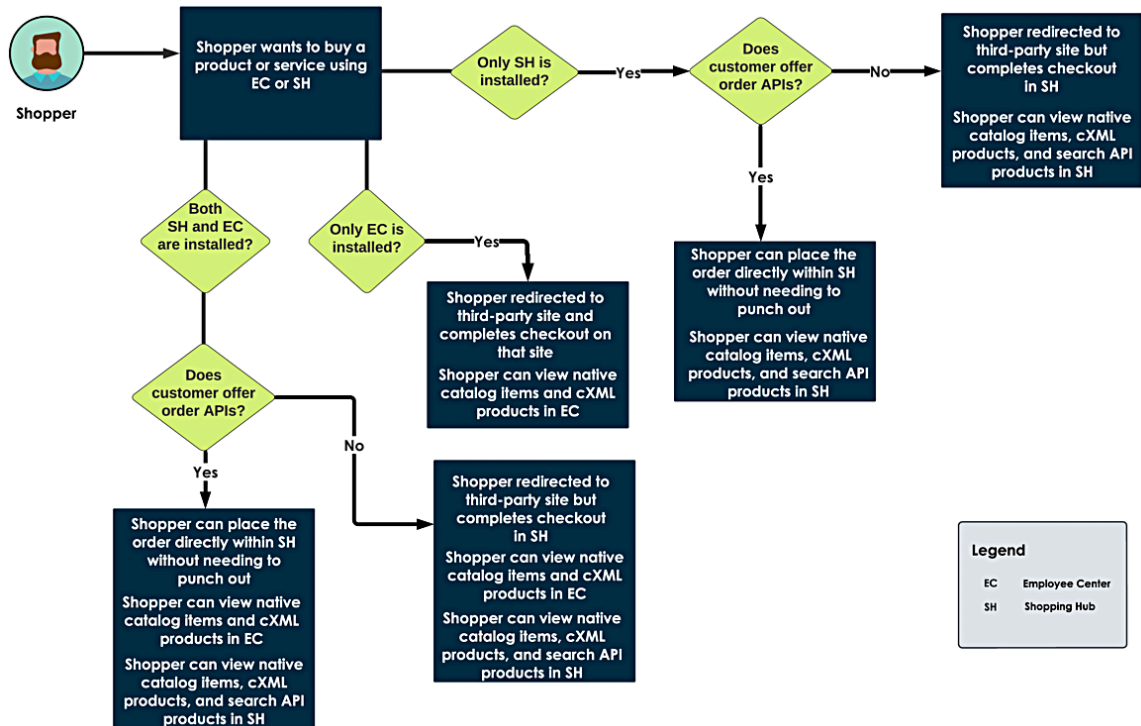 Shopper
Shopper wants to buy a
product or service using
EC or SH
Only SH is
installed?
Yes
Does
customer offer
order APIs?
No
Shopper redirected to
third-party site but
completes checkout
in SH
Shopper can view native
catalog items, cXML
products, and search API
products in SH
Yes
Shopper can place the
order directly within SH
without needing to
punch out
Shopper can view native
catalog items, cXML
products, and search API
products in SH
Both
SH and EC
are installed?
Only EC is
installed?
Yes
Shopper redirected to
third-party site and
completes checkout on
that site
Shopper can view native
catalog items and cXML
products in EC
Does
customer offer
order APIs?
No
Yes
Shopper can place the
order directly within SH
without needing to
punch out
Shopper can view native
catalog items and cXML
products in EC
Shopper can view native
catalog items, cXML
products, and search API
products in SH
Shopper redirected to
third-party site but
completes checkout
in SH
Shopper can view native
catalog items and cXML
products in EC
Shopper can view native
catalog items, cXML
products, and search API
products in SH
Legend
EC Employee Center
SH Shopping Hub